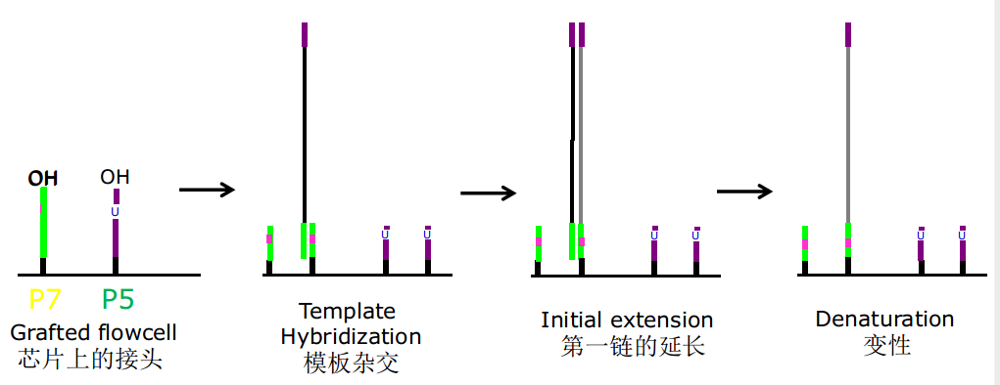 OH
OH
U
P7
P5
Grafted flowcell
芯片上的接头
U
U
Template
Hybridization
模板杂交
U
U
Initial extension
第一链的延长
U
U
Denaturation
变性